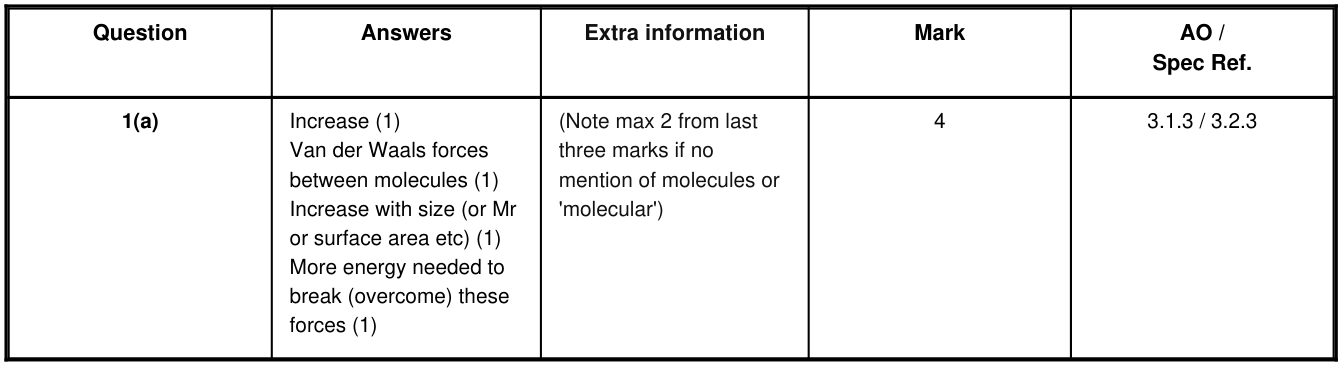 Question
Answers
Extra information
Mark
AO /
Spec Ref.
1(a)
Increase (1)
Van der Waals forces
between molecules (1)
Increase with size (or Mr
or surface area etc) (1)
More energy needed to
break (overcome) these
forces (1)
(Note max 2 from last
three marks if no
mention of molecules or
'molecular')
4
3.1.3 / 3.2.3